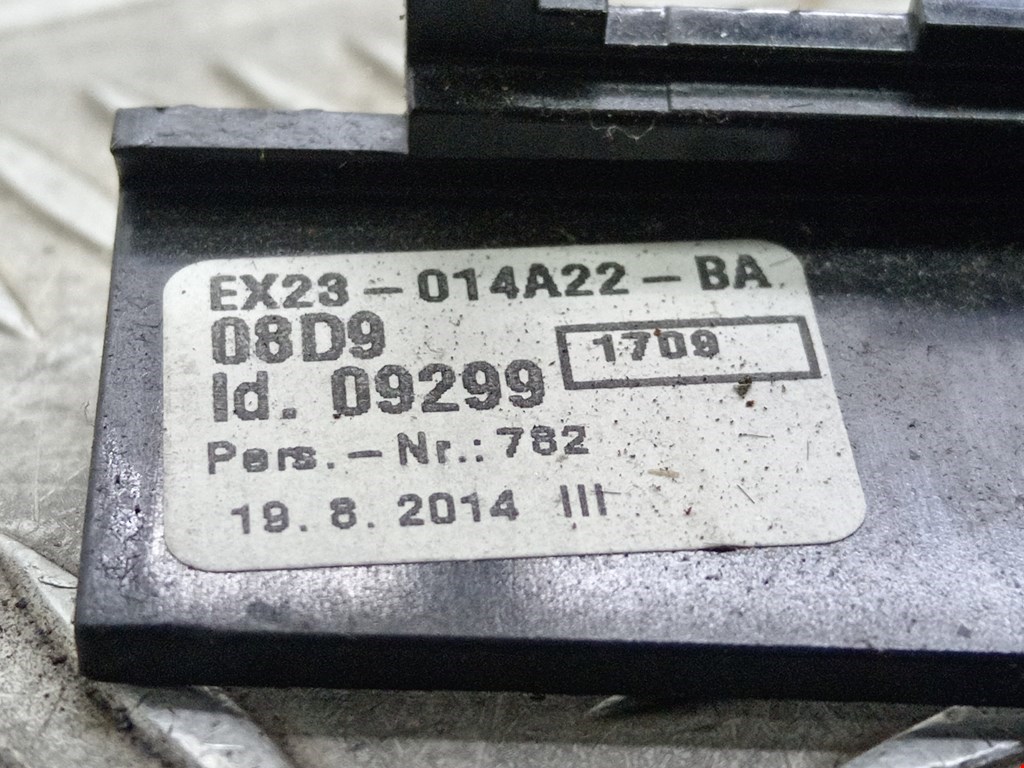 EX23-014A22-BA
08D9
1709
Id. 09299
Pers.-Nr.: 782
19. 8. 2014 III